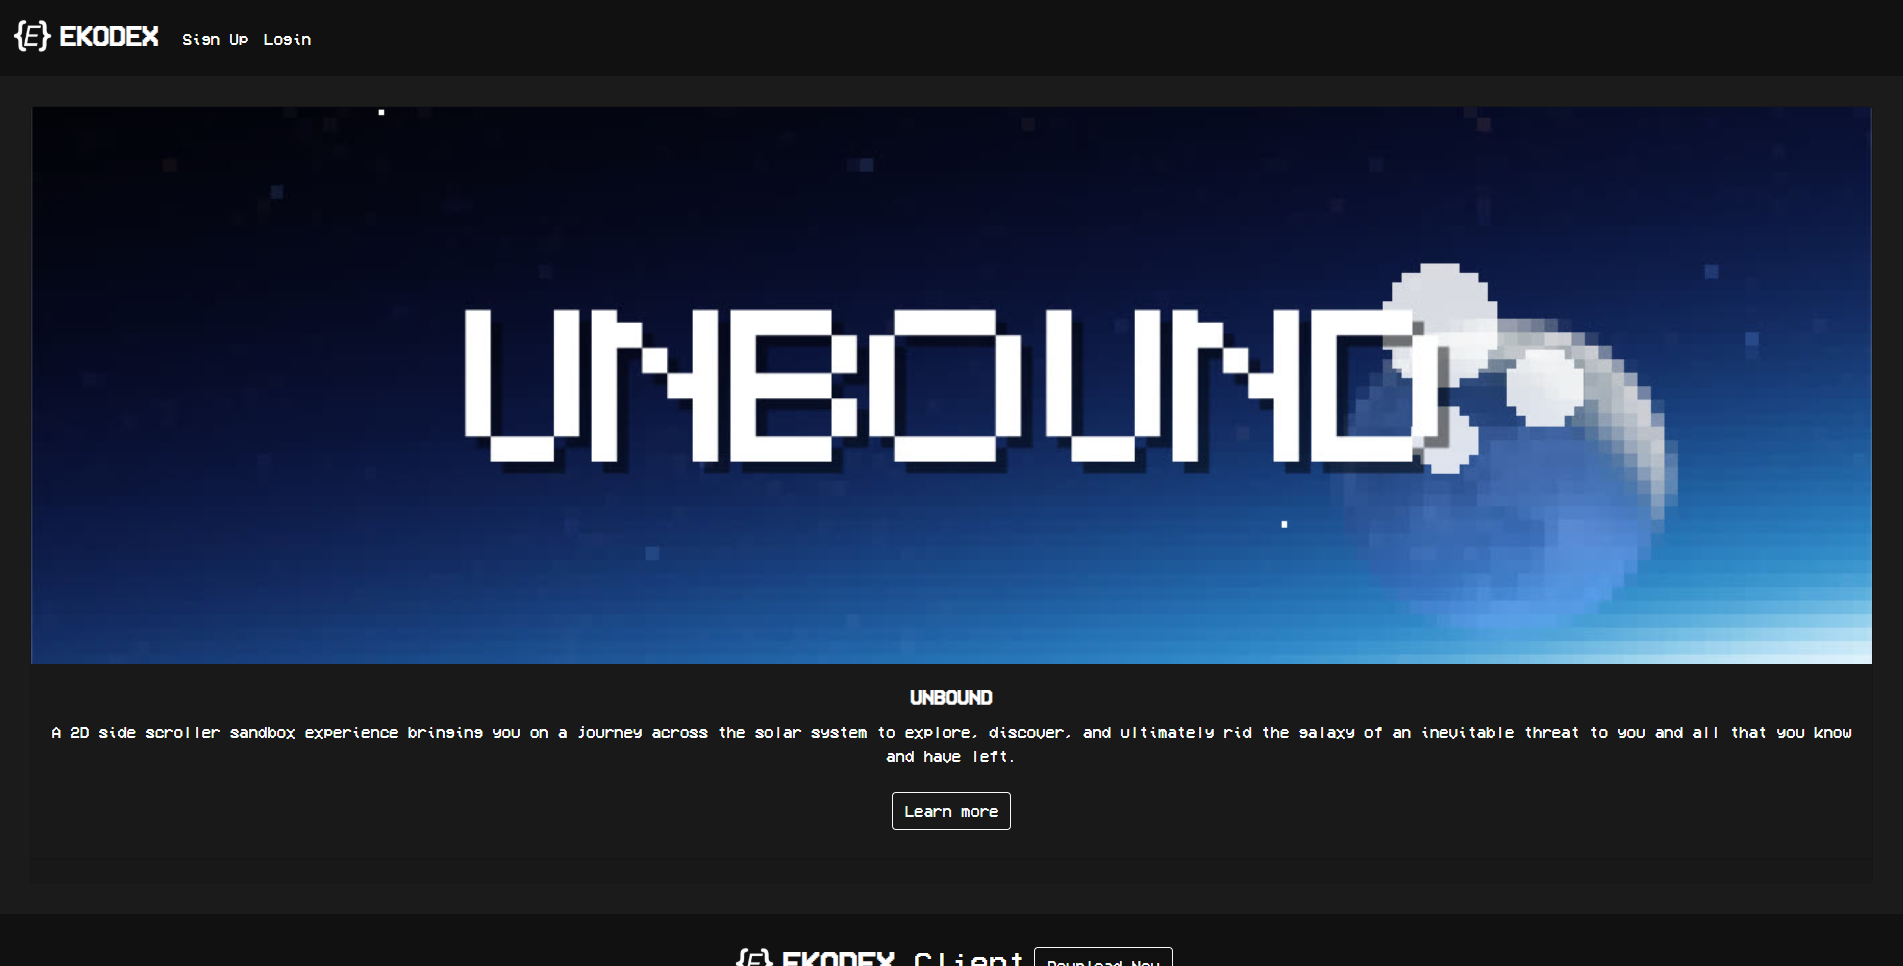 {E} EKODEX Sign Up Login
UNBOUND
UNBOUND
A 2D side scroller sandbox experience bringing you on a journey across the solar system to explore, discover, and ultimately rid the galaxy of an inevitable threat to you and all that you know
and have left.
Learn more
{E} EKODEX Client Download Now